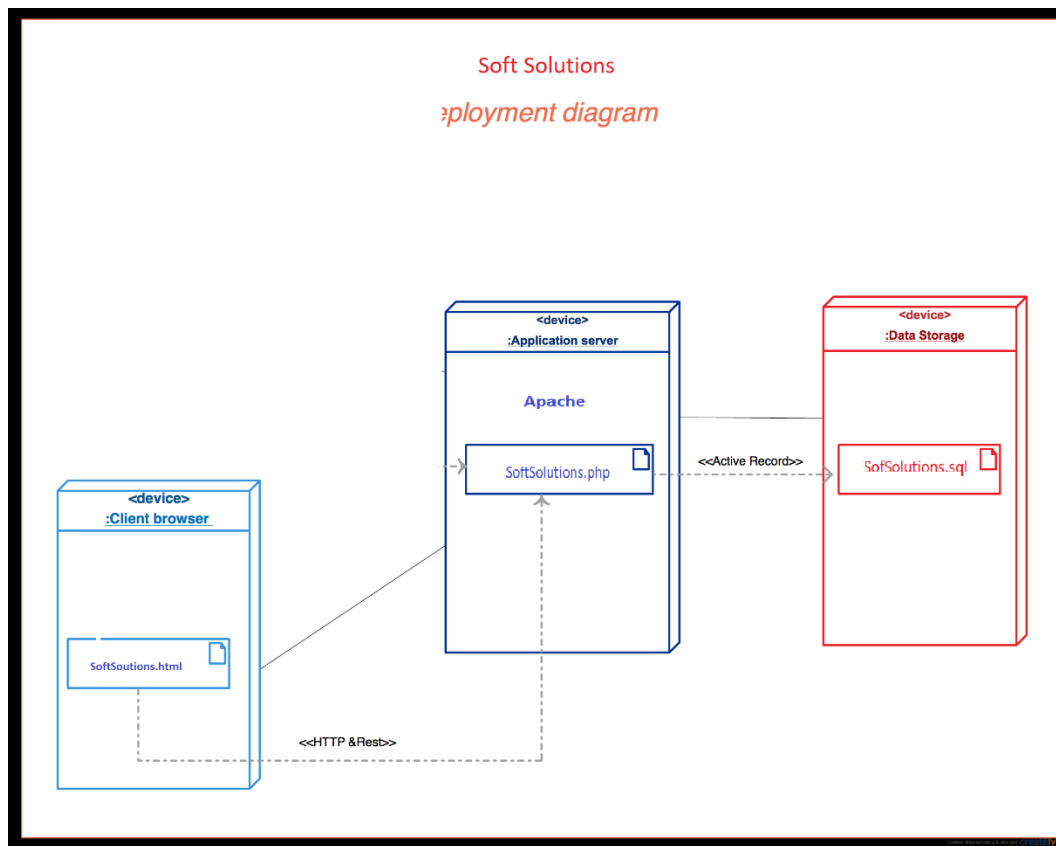 Soft Solutions
eployment diagram
<device>
:Application server
Apache
SoftSolutions.php
<<Active Record>>
<device>
:Data Storage
SofSolutions.sql
<device>
:Client browser
SoftSoutions.html
<<HTTP &Rest>>
creately